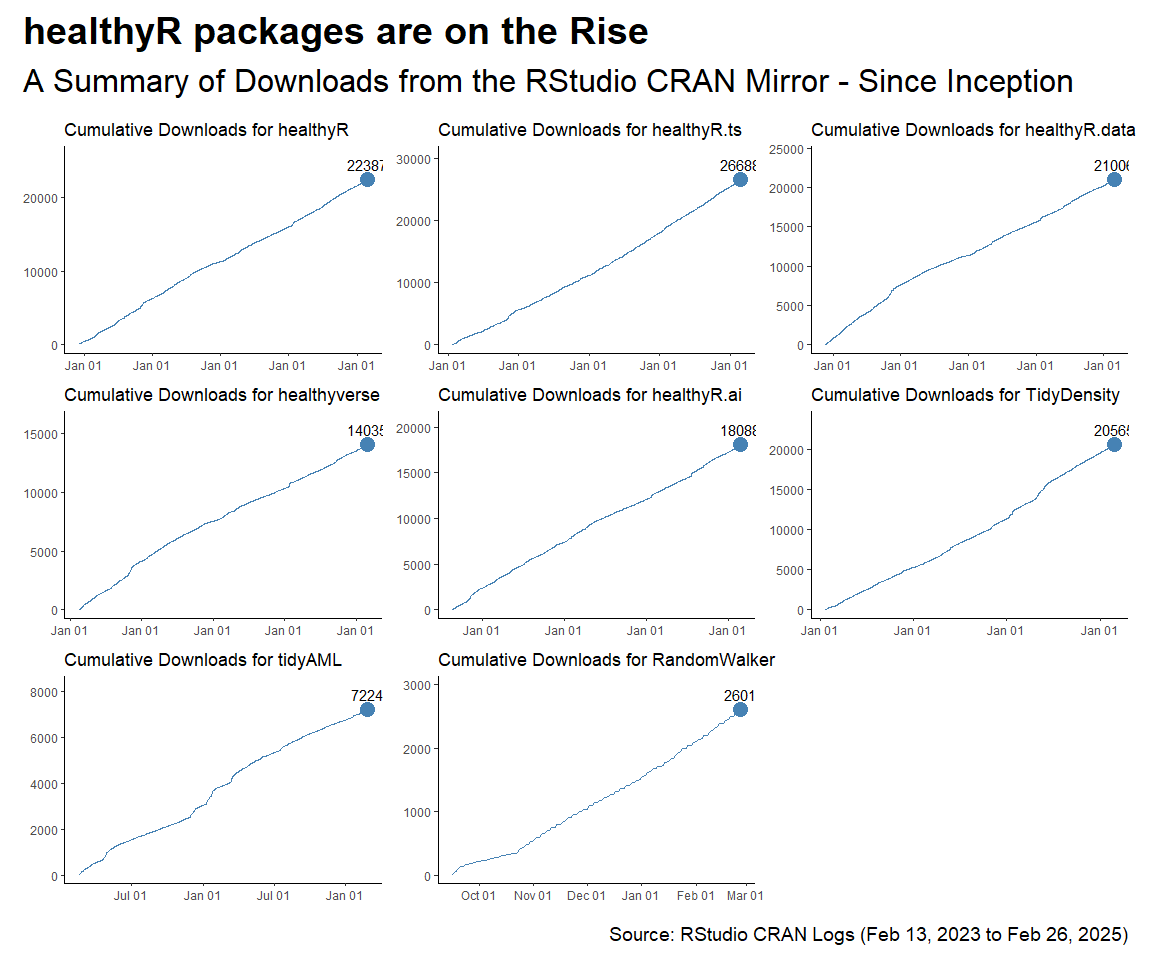 healthyR packages are on the Rise
A Summary of Downloads from the RStudio CRAN Mirror - Since Inception
Cumulative Downloads for healthyR
22387
20000
10000
0
Jan 01 Jan 01 Jan 01 Jan 01 Jan 01
Cumulative Downloads for healthyR.ts
26688
30000
20000
10000
0
Jan 01 Jan 01 Jan 01 Jan 01 Jan 01
Cumulative Downloads for healthyR.data
21006
25000
20000
15000
10000
5000
0
Jan 01 Jan 01 Jan 01 Jan 01 Jan 01
Cumulative Downloads for healthyverse
14035
15000
10000
5000
0
Jan 01 Jan 01 Jan 01 Jan 01 Jan 01
Cumulative Downloads for healthyR.ai
18088
20000
15000
10000
5000
0
Jan 01 Jan 01 Jan 01 Jan 01
Cumulative Downloads for TidyDensity
20565
20000
15000
10000
5000
0
Jan 01 Jan 01 Jan 01 Jan 01
Cumulative Downloads for tidyAML
7224
8000
6000
4000
2000
0
Jul 01 Jan 01 Jul 01 Jan 01
Cumulative Downloads for RandomWalker
2601
3000
2000
1000
0
Oct 01 Nov 01 Dec 01 Jan 01 Feb 01 Mar 01
Source: RStudio CRAN Logs (Feb 13, 2023 to Feb 26, 2025)